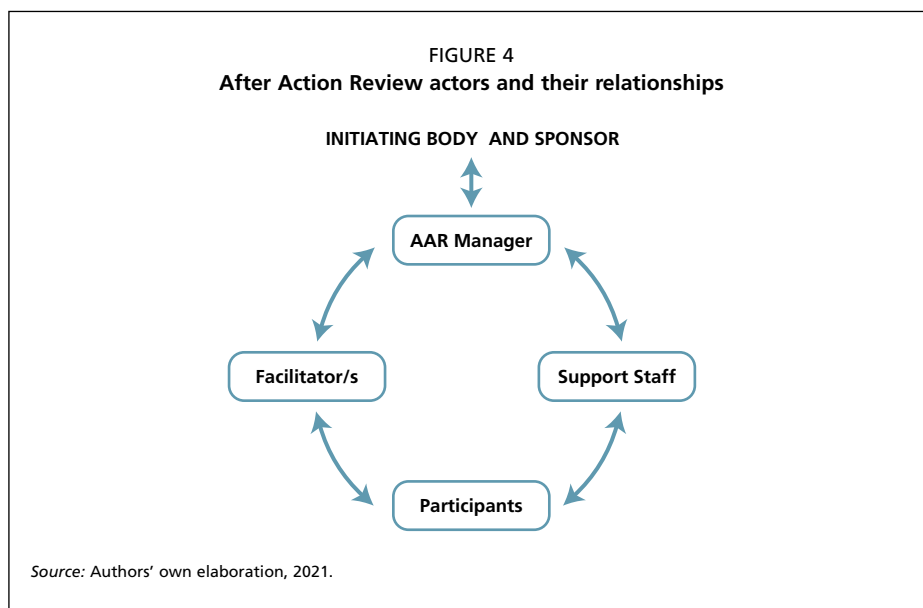 FIGURE 4
After Action Review actors and their relationships
INITIATING BODY AND SPONSOR
AAR Manager
Facilitator/s
Support Staff
Participants
Source: Authors' own elaboration, 2021.